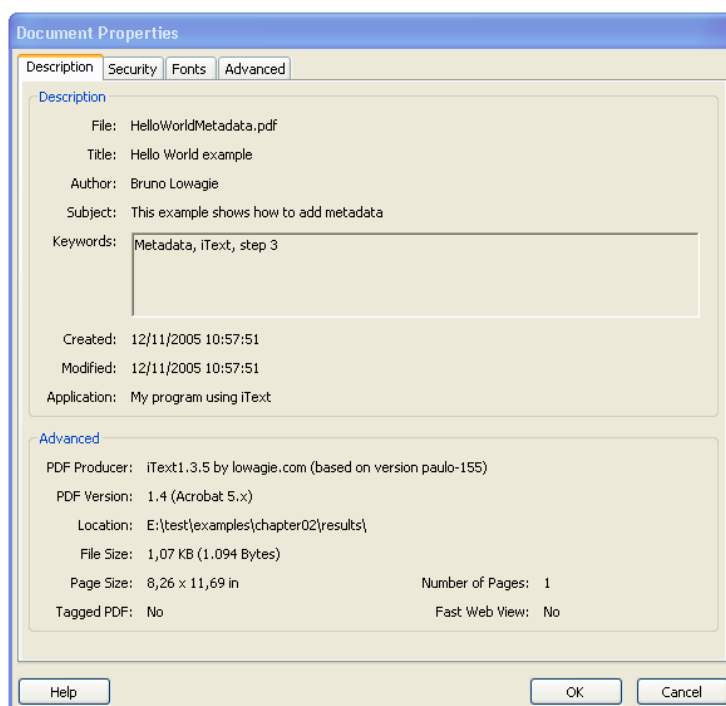 Document Properties
Description Security Fonts Advanced
Description
File: HelloWorldMetadata.pdf
Title: Hello World example
Author: Bruno Lowagie
Subject: This example shows how to add metadata
Keywords: Metadata, iText, step 3
Created: 12/11/2005 10:57:51
Modified: 12/11/2005 10:57:51
Application: My program using iText
Advanced
PDF Producer: iText1.3.5 by lowagie.com (based on version paulo-155)
PDF Version: 1.4 (Acrobat 5.x)
Location: E:\test\examples\chapter02\results\
File Size: 1,07 KB (1.094 Bytes)
Page Size: 8,26 x 11,69 in Number of Pages: 1
Tagged PDF: No Fast Web View: No
Help OK Cancel